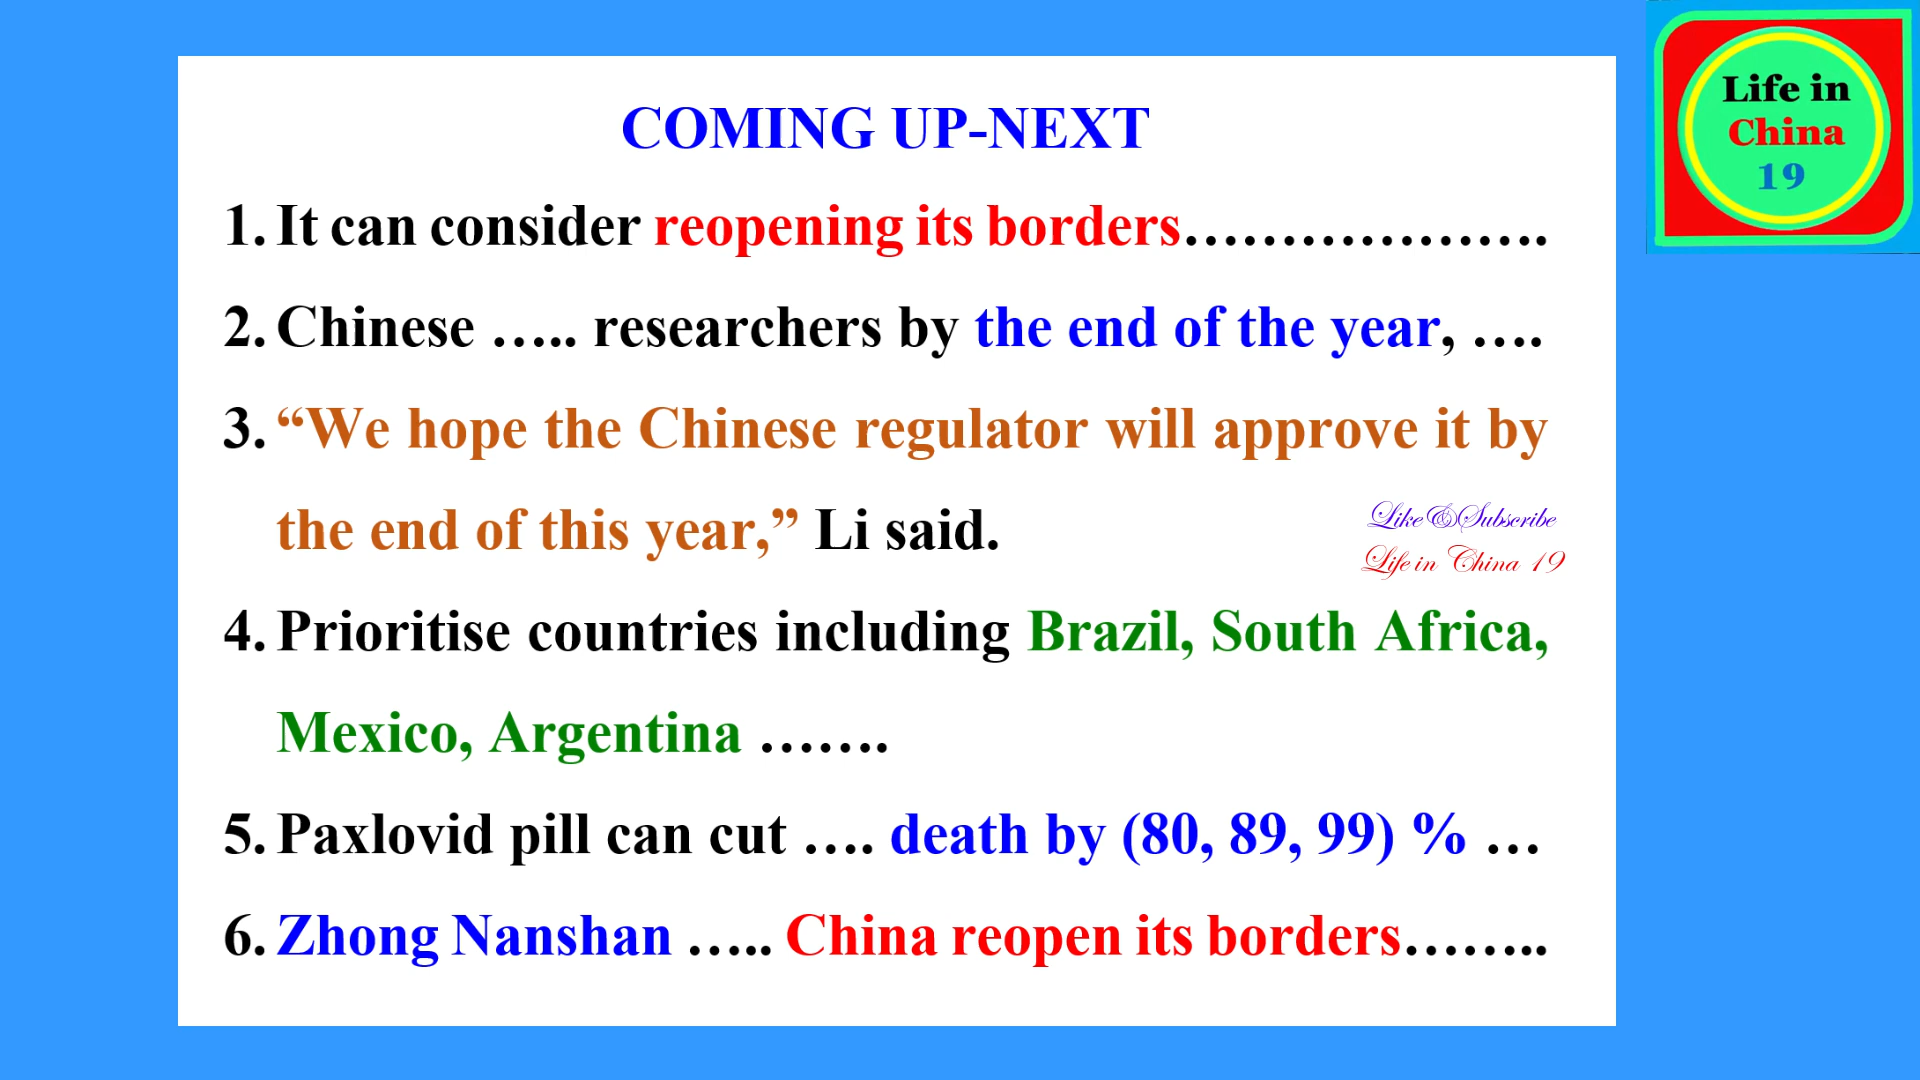 COMING UP-NEXT
Life in
China
19
1. It can consider reopening its borders……………….
2. Chinese ….. researchers by the end of the year, ….
3. “We hope the Chinese regulator will approve it by
the end of this year,” Li said.
Like&Subscribe
Life in China 19
4. Prioritise countries including Brazil, South Africa,
Mexico, Argentina …….
5. Paxlovid pill can cut …. death by (80, 89, 99) % …
6. Zhong Nanshan ….. China reopen its borders……..